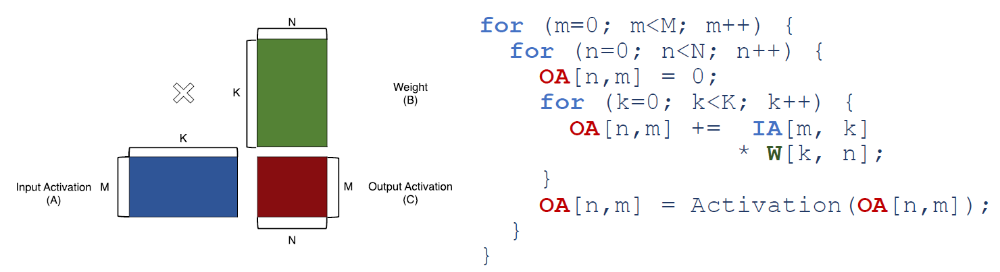 N
K
Weight
(B)
K
Input Activation
(A)
M
M
Output Activation
(C)
N
for (m=0; m<M; m++) {
for (n=0; n<N; n++) {
OA[n,m] = 0;
for (k=0; k<K; k++) {
OA[n,m] += IA[m, k]
* W[k, n];
}
OA[n,m] = Activation(OA[n,m]);
}
}